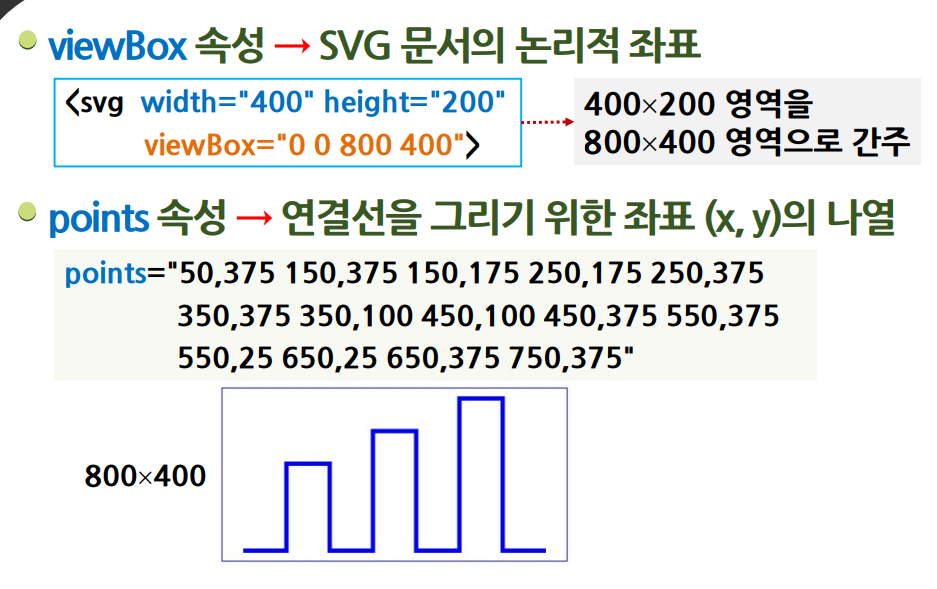 viewBox 속성 → SVG 문서의 논리적 좌표
<svg width="400" height="200"
viewBox="0 0 800 400">
400×200 영역을
800×400 영역으로 간주
points 속성 → 연결선을 그리기 위한 좌표 (x, y)의 나열
points="50,375 150,375 150,175 250,175 250,375
350,375 350,100 450,100 450,375 550,375
550,25 650,25 650,375 750,375"
800×400